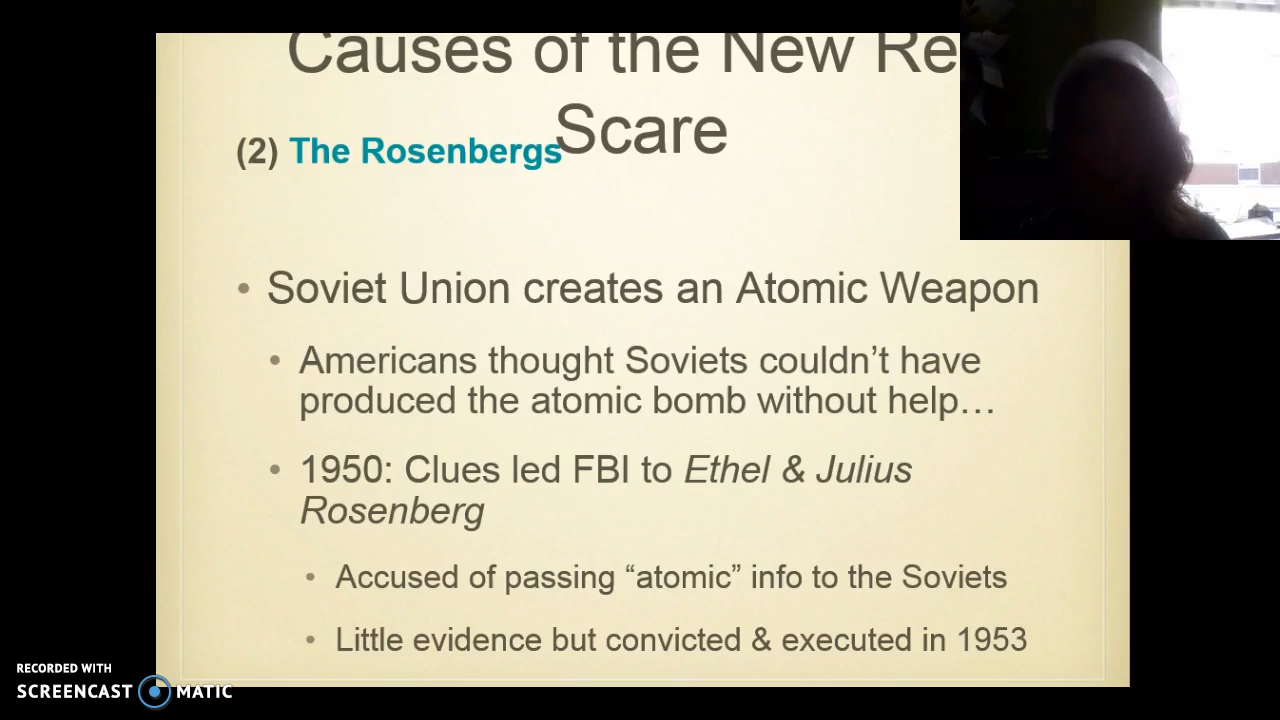 Causes of the New Re
Scare
(2) The Rosenbergs
• Soviet Union creates an Atomic Weapon
• Americans thought Soviets couldn’t have
produced the atomic bomb without help…
• 1950: Clues led FBI to Ethel & Julius
Rosenberg
• Accused of passing “atomic” info to the Soviets
• Little evidence but convicted & executed in 1953
RECORDED WITH
SCREENCAST MATIC